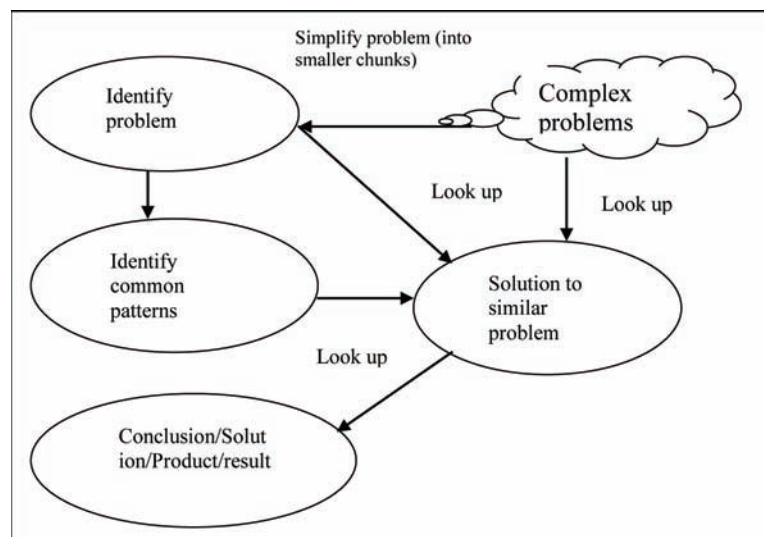 Simplify problem (into
smaller chunks)
Complex
problems
Identify
problem
Look up
Look up
Identify
common
patterns
Solution to
similar
problem
Look up
Conclusion/Solut
ion/Product/result